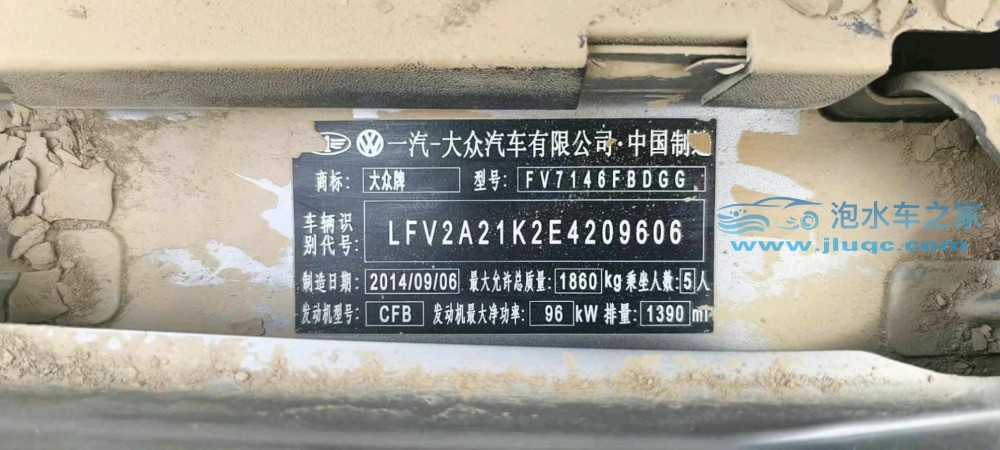 一汽-大众汽车有限公司·中国制造
商标: 大众牌 型号: FV7146FBDGG
车辆识别代号: LFV2A21K2E4209606
制造日期: 2014/09/06 最大允许总质量: 1860 kg 乘坐人数: 5 人
发动机型号: CFB 发动机最大净功率: 96 kW 排量: 1390 ml
泡水车之家
www.jluqc.com